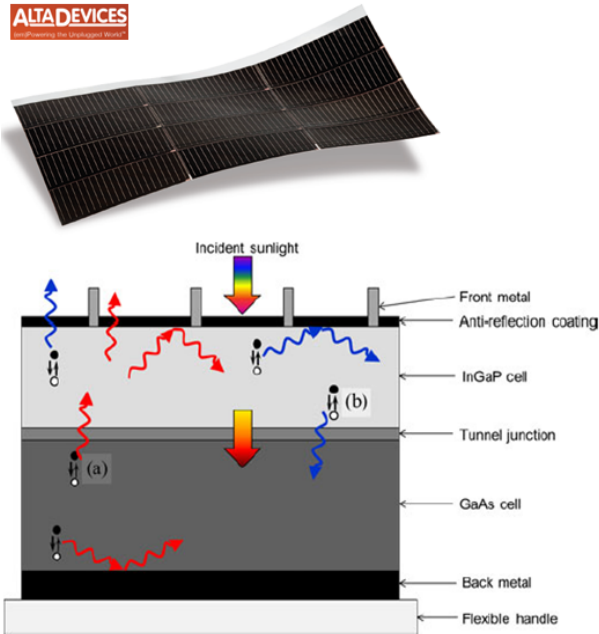 ALTADEVICES
(en)Powering the Unplugged World™
Incident sunlight
Front metal
Anti-reflection coating
InGaP cell
(b)
Tunnel junction
(a)
GaAs cell
Back metal
Flexible handle